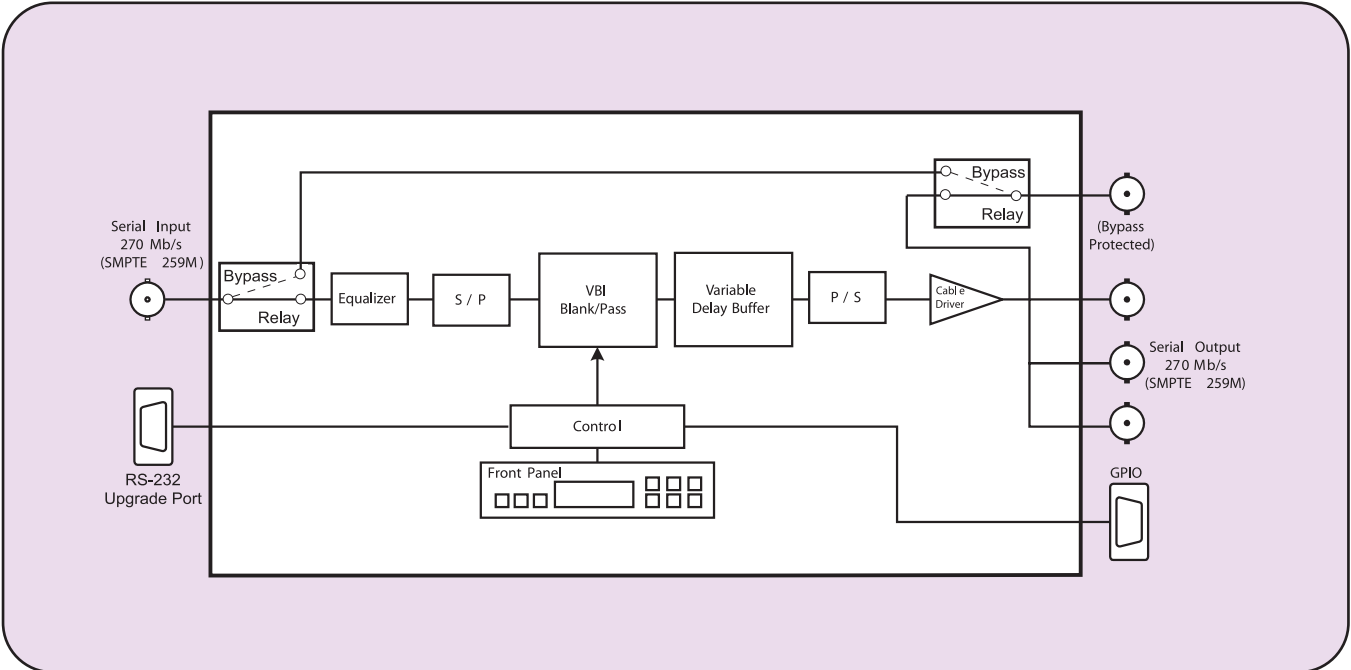 Bypass
Relay
(Bypass
Protected)
Serial Input
270 Mb/s
(SMPTE 259M)
Bypass
Relay
Equalizer
S / P
VBI
Blank/Pass
Variable
Delay Buffer
P / S
Cable
Driver
Serial Output
270 Mb/s
(SMPTE 259M)
Control
Front Panel
RS-232
Upgrade Port
GPIO